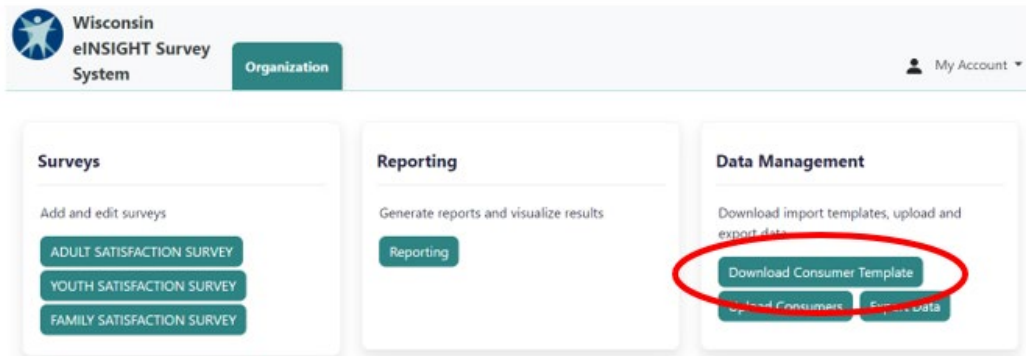 Wisconsin
eINSIGHT Survey
System
Organization
My Account
Surveys
Add and edit surveys
ADULT SATISFACTION SURVEY
YOUTH SATISFACTION SURVEY
FAMILY SATISFACTION SURVEY
Reporting
Generate reports and visualize results
Reporting
Data Management
Download import templates, upload and
export data
Download Consumer Template
Upload Consumers
Export Data